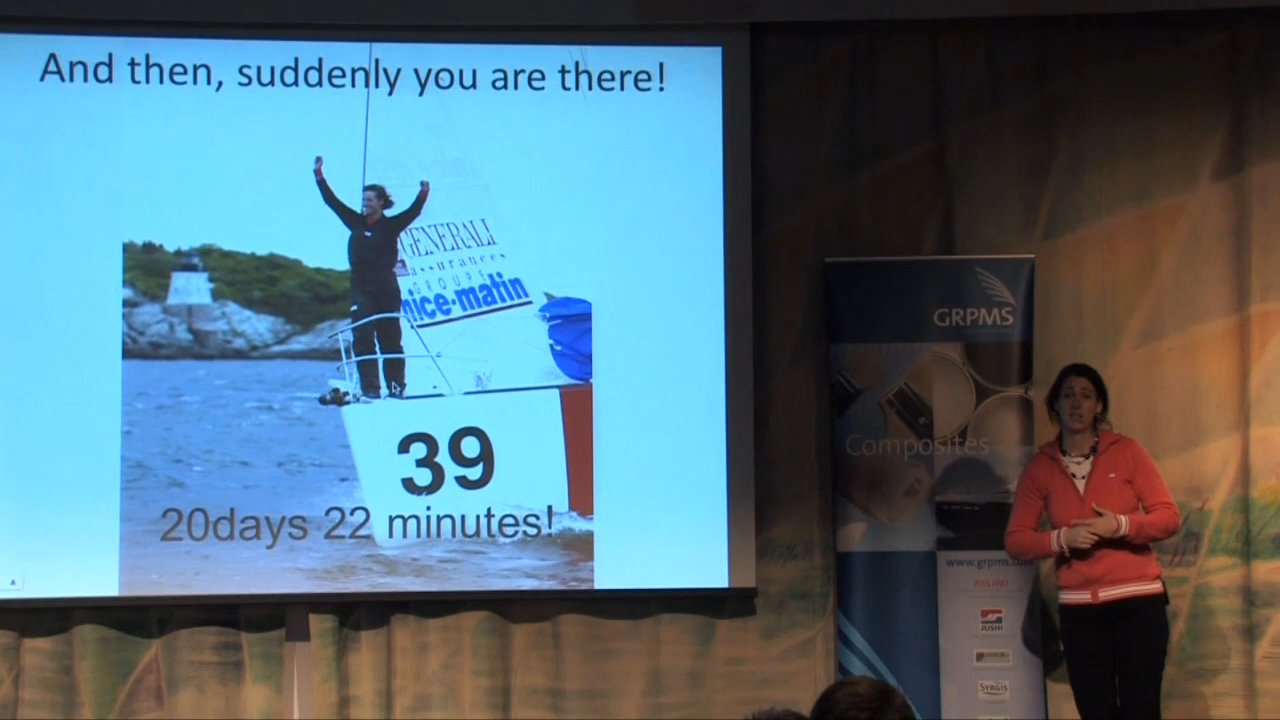 And then, suddenly you are there!
GENERALI
assurances
GROUPE
nice-matin
39
20days 22 minutes!
GRPMS
Composites
www.grpms.
ASHLAND
JUSHI
SYRGIS